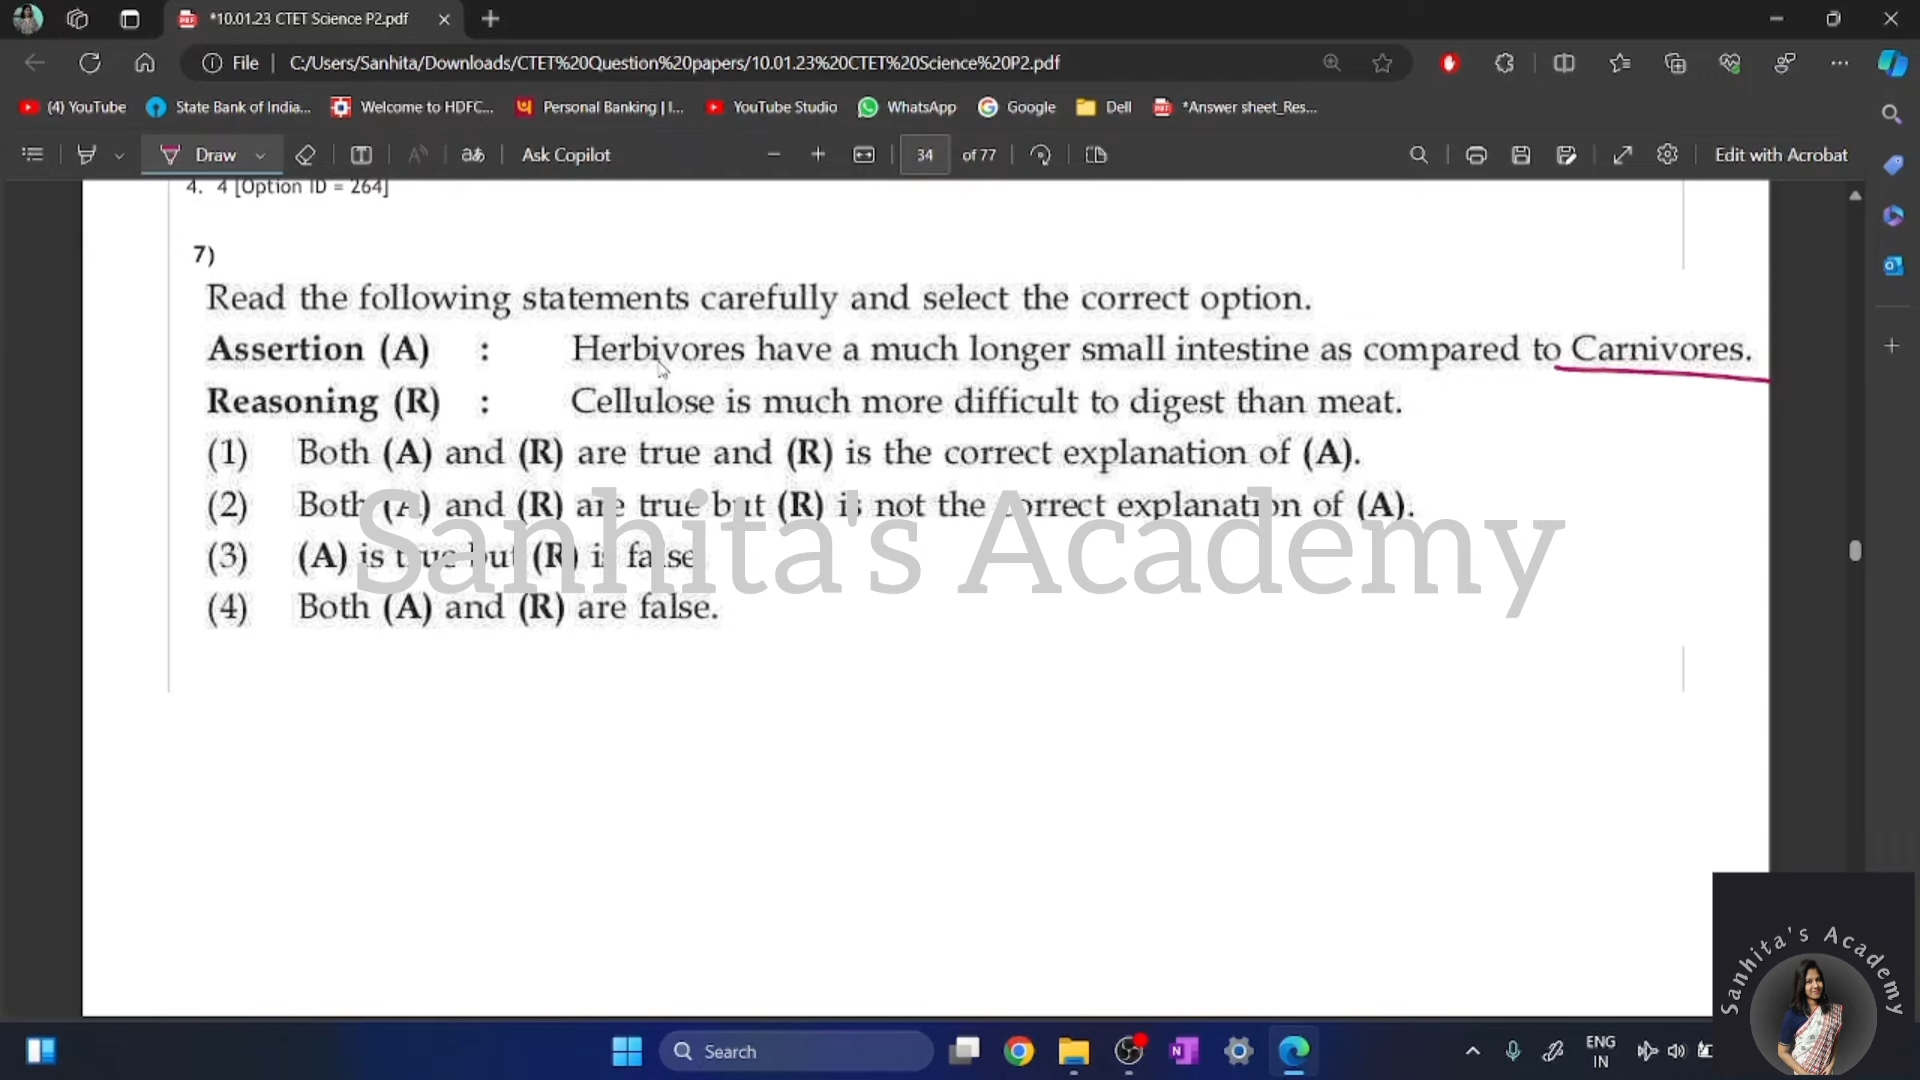 *10.01.23 CTET Science P2.pdf
File
C:/Users/Sanhita/Downloads/CTET%20Question%20papers/10.01.23%20CTET%20Science%20P2.pdf
(4) YouTube State Bank of India... Welcome to HDFC... Personal Banking | I... YouTube Studio WhatsApp Google Dell *Answer sheet_Res...
Draw Ask Copilot 34 of 77 Edit with Acrobat
4. 4 [Option ID = 264]
7)
Read the following statements carefully and select the correct option.
Assertion (A) : Herbivores have a much longer small intestine as compared to Carnivores.
Reasoning (R) : Cellulose is much more difficult to digest than meat.
(1) Both (A) and (R) are true and (R) is the correct explanation of (A).
(2) Both (A) and (R) are true but (R) is not the correct explanation of (A).
(3) (A) is true but (R) is false.
(4) Both (A) and (R) are false.
Sanhita's Academy
Sanhita's Academy
Search
ENG
IN